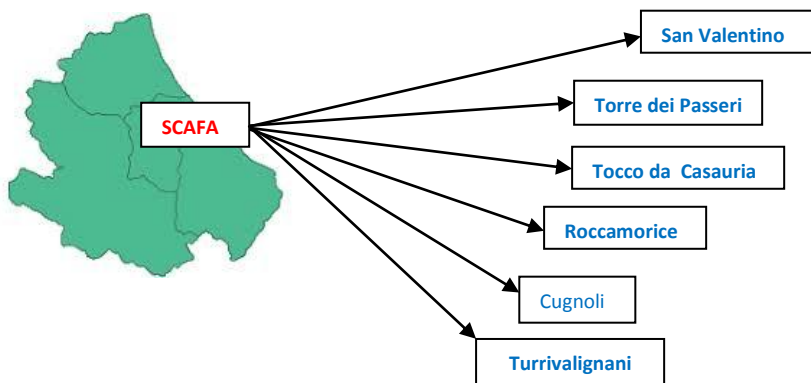 San Valentino
Torre dei Passeri
SCAFA
Tocco da Casauria
Roccamorice
Cugnoli
Turrivalignani